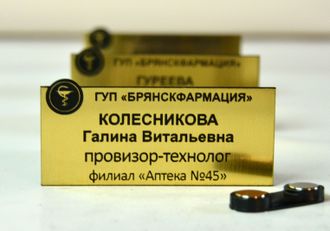 ГУП «БРЯНСКФАРМАЦИЯ»
ГУРЕЕВА
ГУП «БРЯНСКФАРМАЦИЯ»
КОЛЕСНИКОВА
Галина Витальевна
провизор-технолог
филиал «Аптека №45»